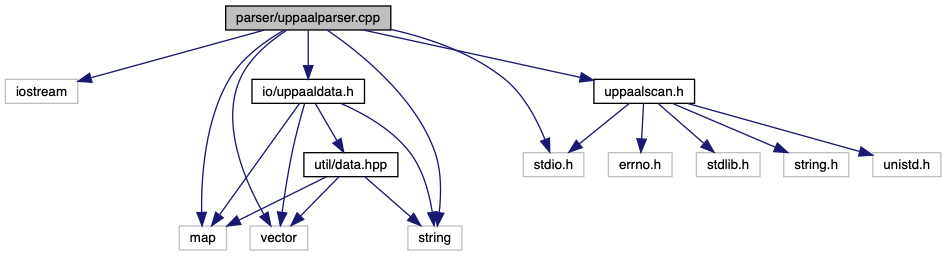 parser/uppaalparser.cpp
iostream
io/uppaaldata.h
uppaalscan.h
util/data.hpp
stdio.h
errno.h
stdlib.h
string.h
unistd.h
map
vector
string